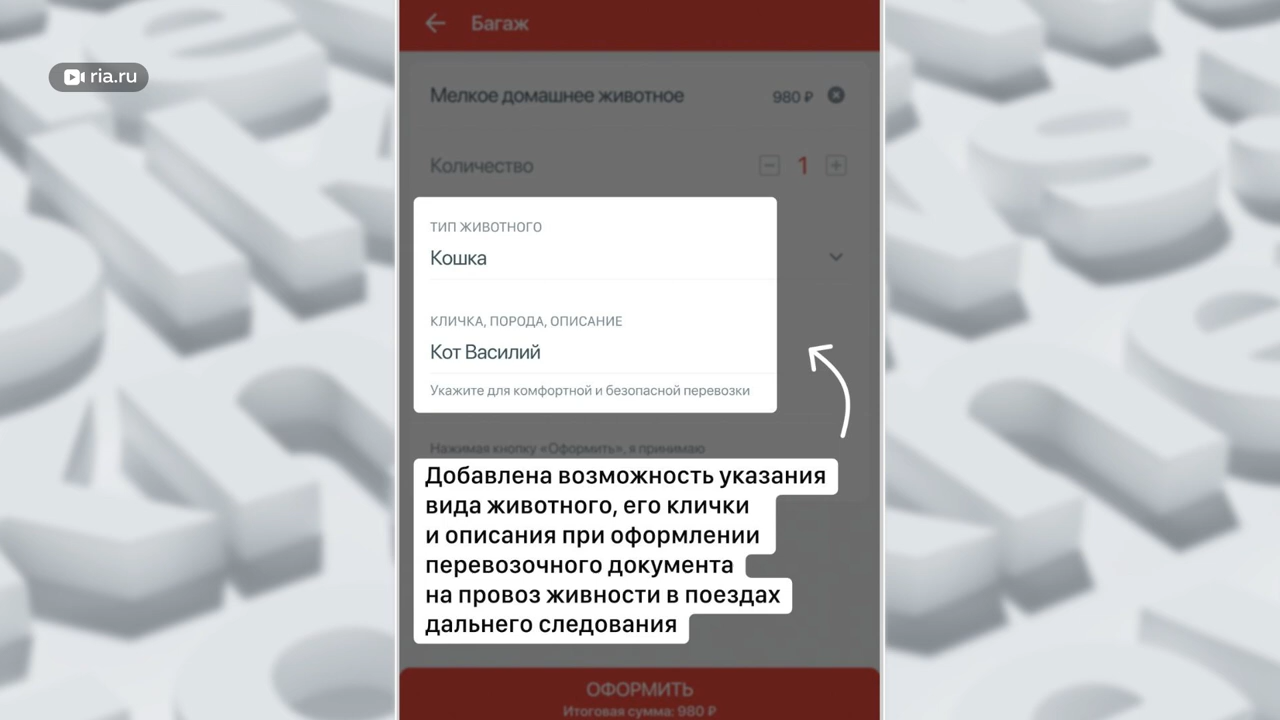 Багаж
ria.ru
Мелкое домашнее животное 980 ₽
Количество 1
ТИП ЖИВОТНОГО
Кошка
КЛИЧКА, ПОРОДА, ОПИСАНИЕ
Кот Василий
Укажите для комфортной и безопасной перевозки
Нажимая кнопку «Оформить», я принимаю
Добавлена возможность указания
вида животного, его клички
и описания при оформлении
перевозочного документа
на провоз живности в поездах
дальнего следования
ОФОРМИТЬ
Итоговая сумма: 980 ₽